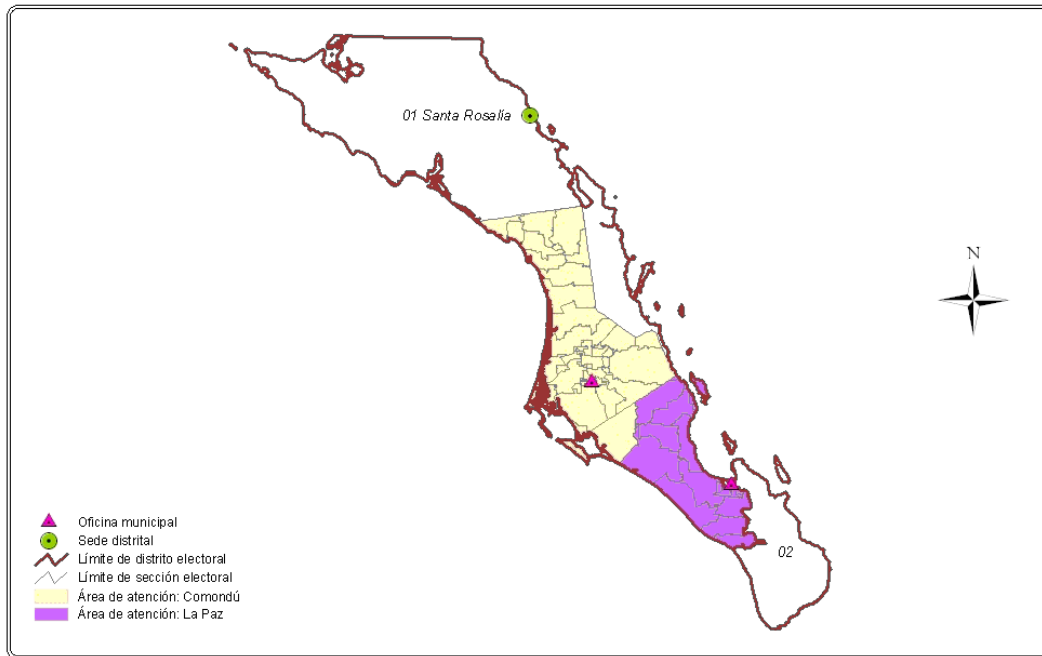 01 Santa Rosalía
N
02
Oficina municipal
Sede distrital
Límite de distrito electoral
Límite de sección electoral
Área de atención: Comondú
Área de atención: La Paz